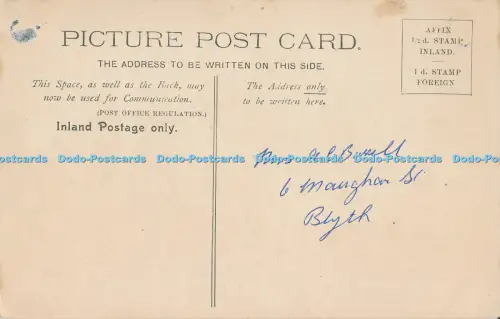 PICTURE POST CARD.
THE ADDRESS TO BE WRITTEN ON THIS SIDE.
This Space, as well as the Back, may
now be used for Communication.
(POST OFFICE REGULATION.)
Inland Postage only.
The Address only
to be written here.
AFFIX
½d. STAMP
INLAND.
1d. STAMP
FOREIGN
Dodo-Postcards Dodo-Postcards Dodo-Postcards Dodo-Postcards Dodo-Postcards
Mrs Burrell
6 Maughan St
Blyth.